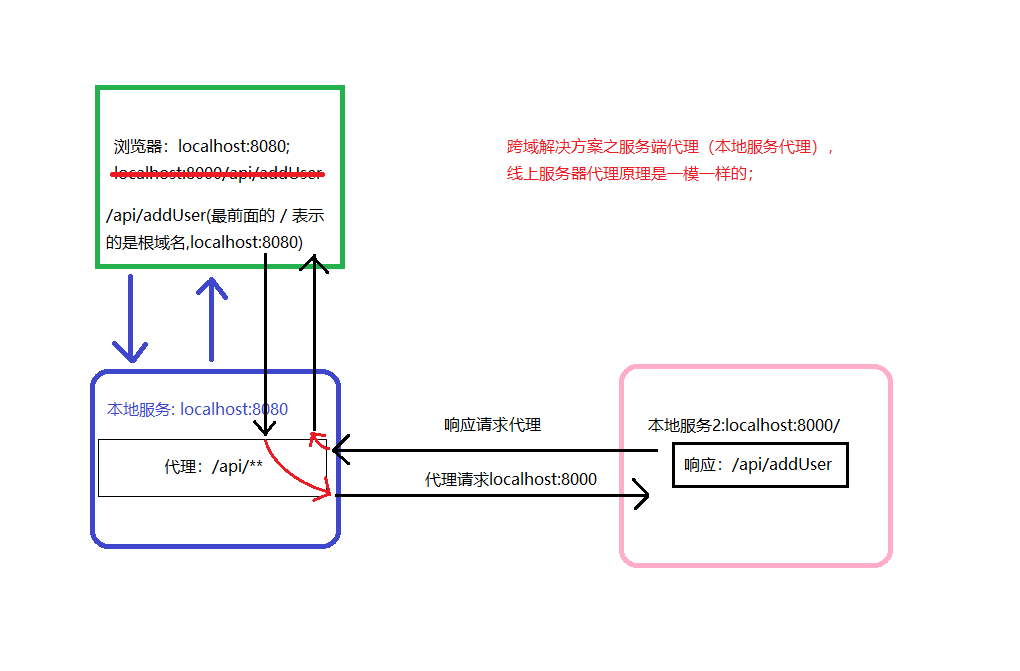 浏览器：localhost:8080;
localhost:8000/api/addUser
/api/addUser(最前面的 / 表示
的是根域名,localhost:8080)
跨域解决方案之服务端代理（本地服务代理），
线上服务器代理原理是一模一样的；
本地服务: localhost:8080
代理：/api/**
响应请求代理
代理请求localhost:8000
本地服务2:localhost:8000/
响应：/api/addUser